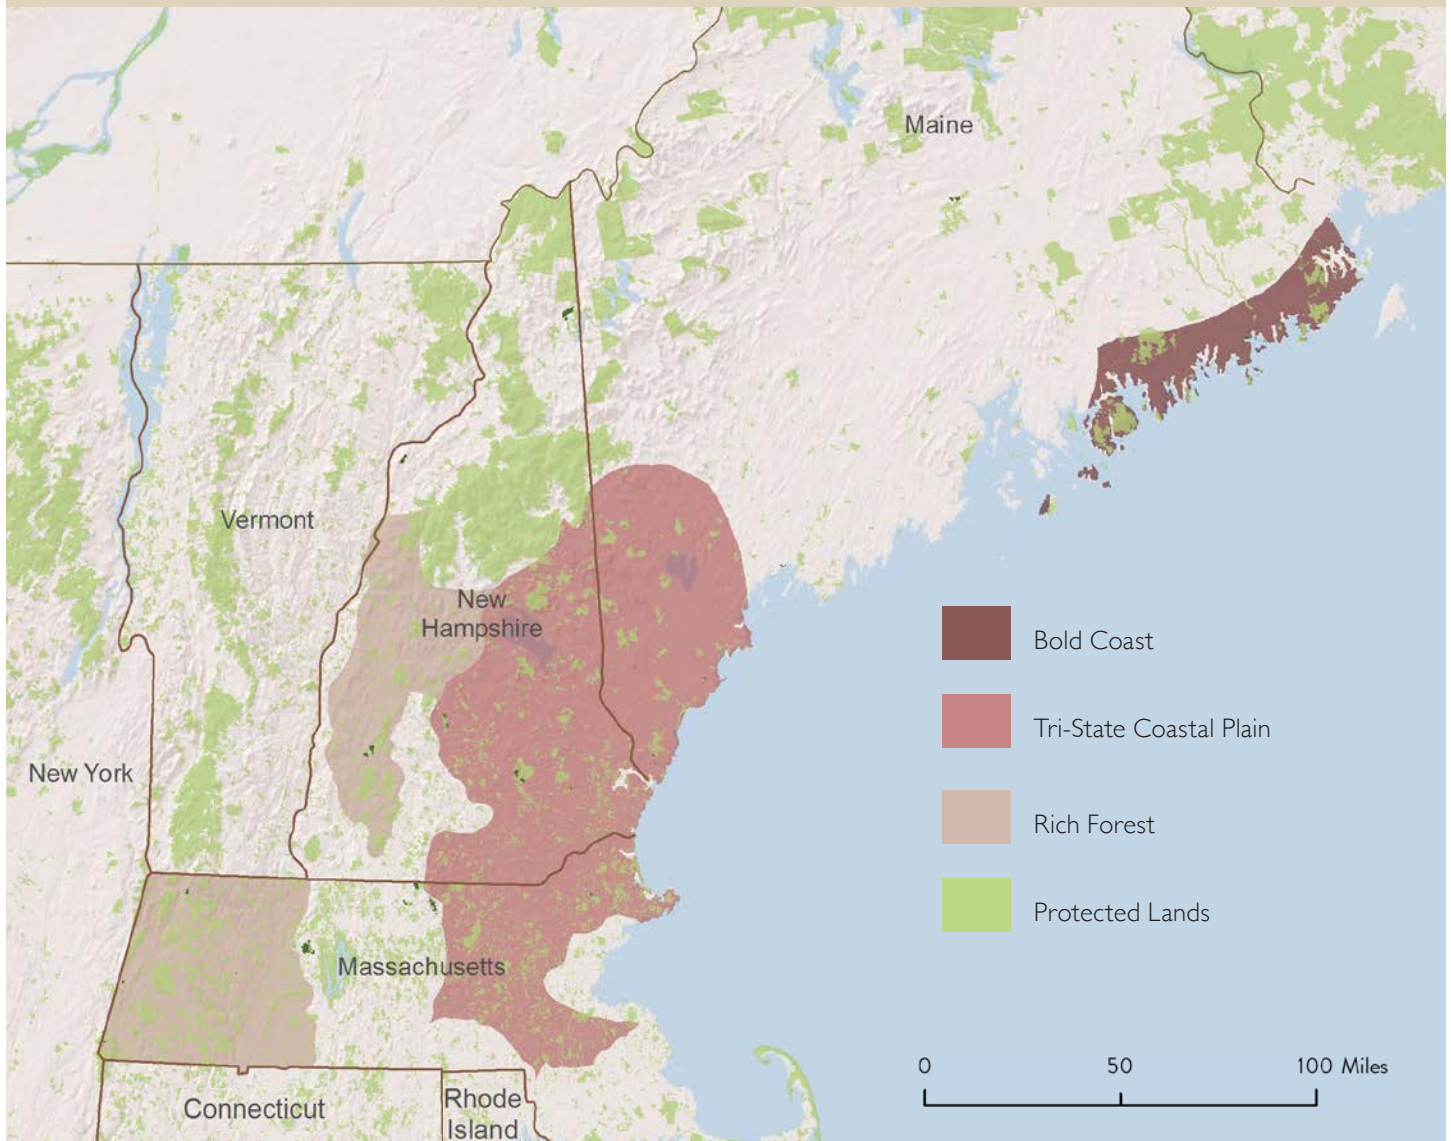 Maine
Vermont
New
Hampshire
New York
Massachusetts
Connecticut
Rhode
Island
Bold Coast
Tri-State Coastal Plain
Rich Forest
Protected Lands
0 50 100 Miles